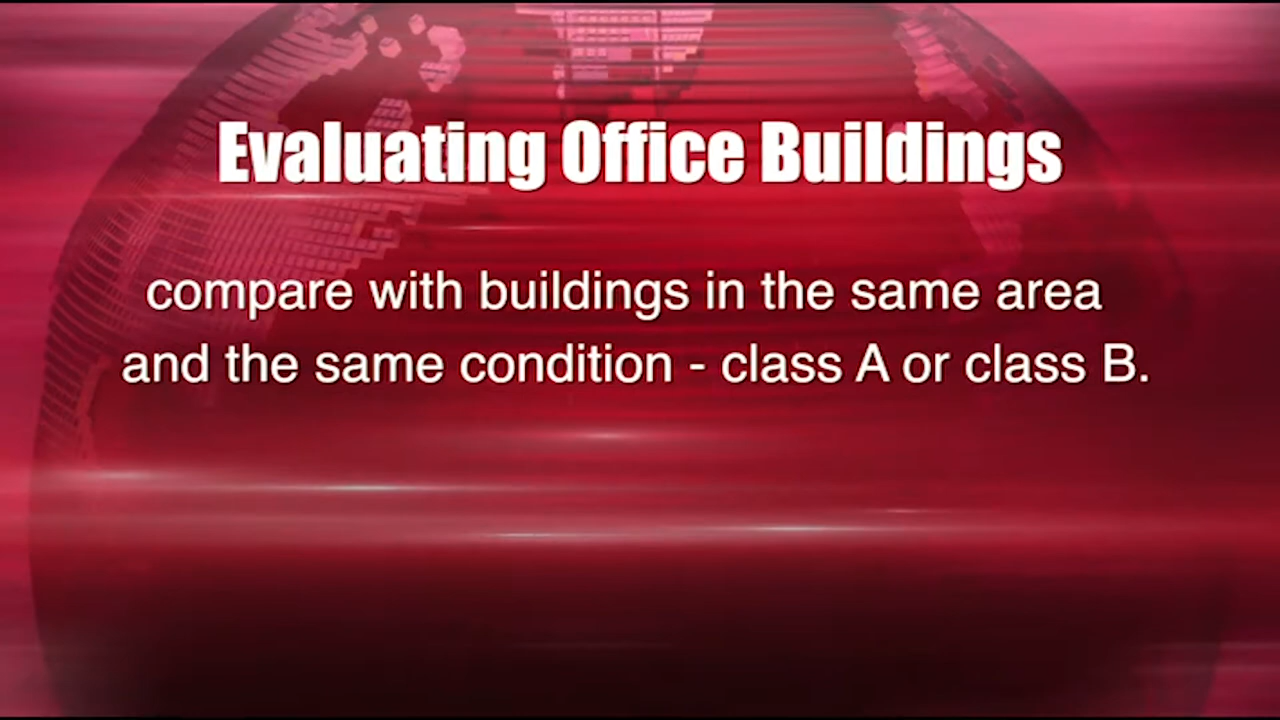 Evaluating Office Buildings
compare with buildings in the same area
and the same condition - class A or class B.